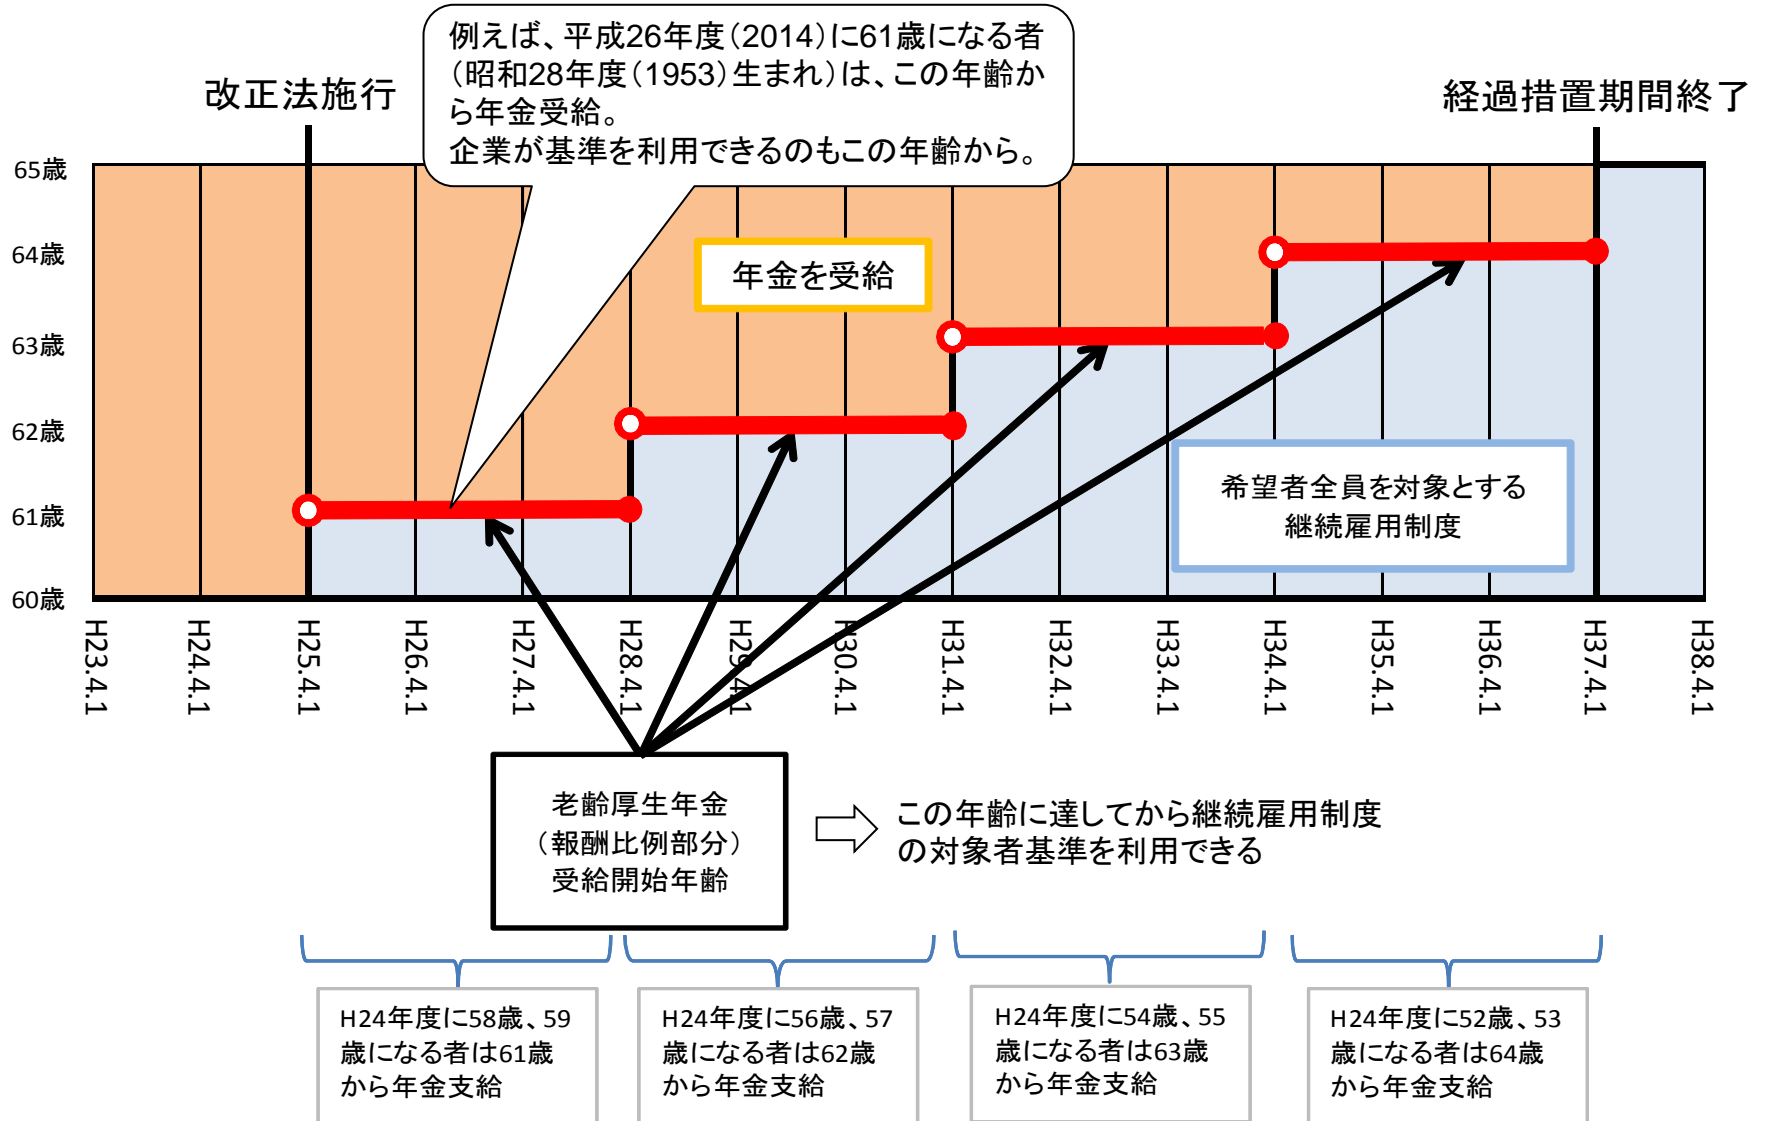 例えば、平成26年度（2014）に61歳になる者
（昭和28年度（1953）生まれ）は、この年齢か
ら年金受給。
企業が基準を利用できるのもこの年齢から。
改正法施行
経過措置期間終了
65歳
64歳
63歳
62歳
61歳
60歳
年金を受給
希望者全員を対象とする
継続雇用制度
H23.4.1
H24.4.1
H25.4.1
H26.4.1
H27.4.1
H28.4.1
H29.4.1
H30.4.1
H31.4.1
H32.4.1
H33.4.1
H34.4.1
H35.4.1
H36.4.1
H37.4.1
H38.4.1
老齢厚生年金
（報酬比例部分）
受給開始年齢
この年齢に達してから継続雇用制度
の対象者基準を利用できる
H24年度に58歳、59
歳になる者は61歳
から年金支給
H24年度に56歳、57
歳になる者は62歳
から年金支給
H24年度に54歳、55
歳になる者は63歳
から年金支給
H24年度に52歳、53
歳になる者は64歳
から年金支給